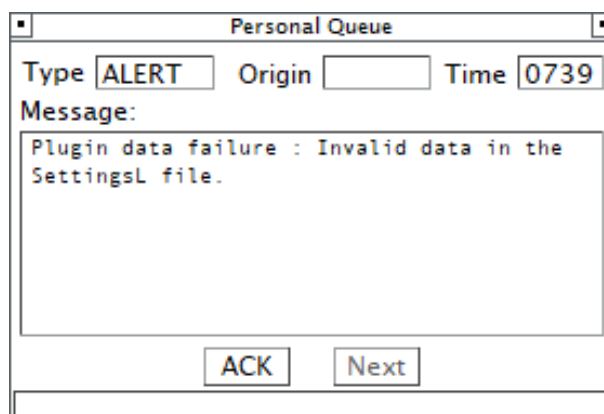 Personal Queue
Type ALERT Origin Time 0739
Message:
Plugin data failure : Invalid data in the
SettingsL file.
ACK Next